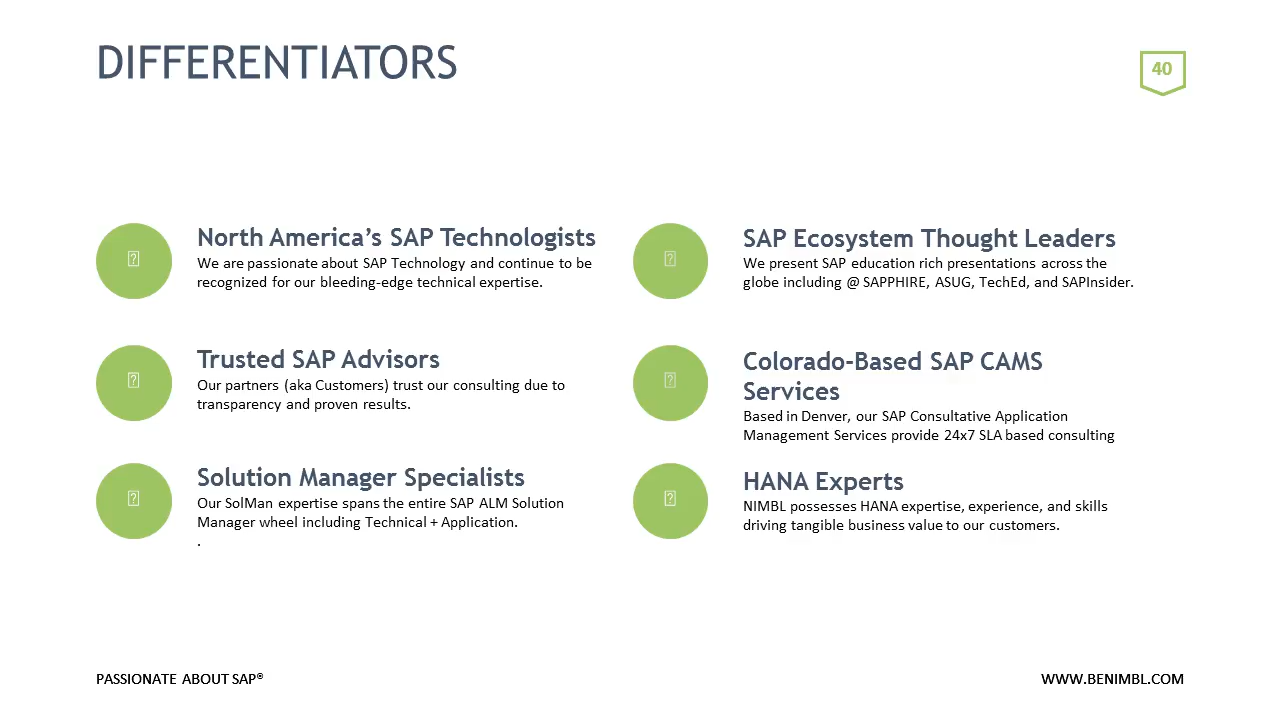 DIFFERENTIATORS
40
North America’s SAP Technologists
We are passionate about SAP Technology and continue to be
recognized for our bleeding-edge technical expertise.
SAP Ecosystem Thought Leaders
We present SAP education rich presentations across the
globe including @ SAPPHIRE, ASUG, TechEd, and SAPInsider.
Trusted SAP Advisors
Our partners (aka Customers) trust our consulting due to
transparency and proven results.
Colorado-Based SAP CAMS
Services
Based in Denver, our SAP Consultative Application
Management Services provide 24x7 SLA based consulting
Solution Manager Specialists
Our SolMan expertise spans the entire SAP ALM Solution
Manager wheel including Technical + Application.
.
HANA Experts
NIMBL possesses HANA expertise, experience, and skills
driving tangible business value to our customers.
PASSIONATE ABOUT SAP®
WWW.BENIMBL.COM